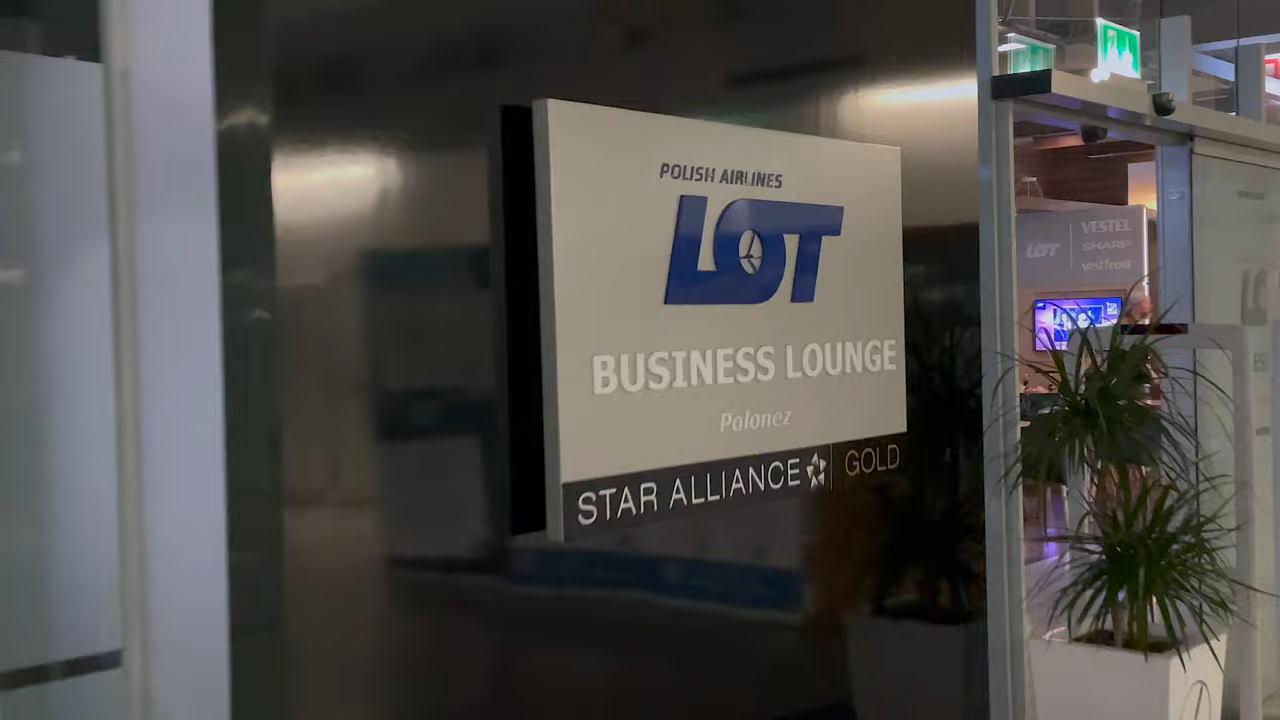 POLISH AIRLINES
LOT
BUSINESS LOUNGE
Polonez
STAR ALLIANCE GOLD
LOT
VESTEL
SHARP
vestfrost